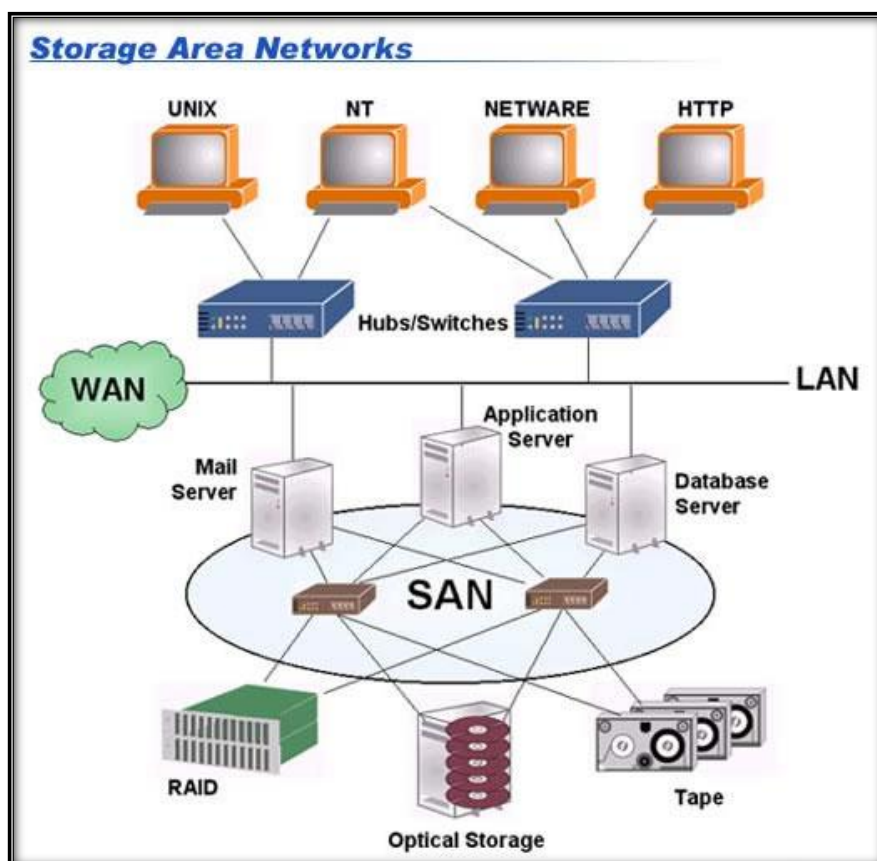 Storage Area Networks
UNIX
NT
NETWARE
HTTP
Hubs/Switches
WAN
LAN
Application
Server
Mail
Server
Database
Server
SAN
RAID
Optical Storage
Tape